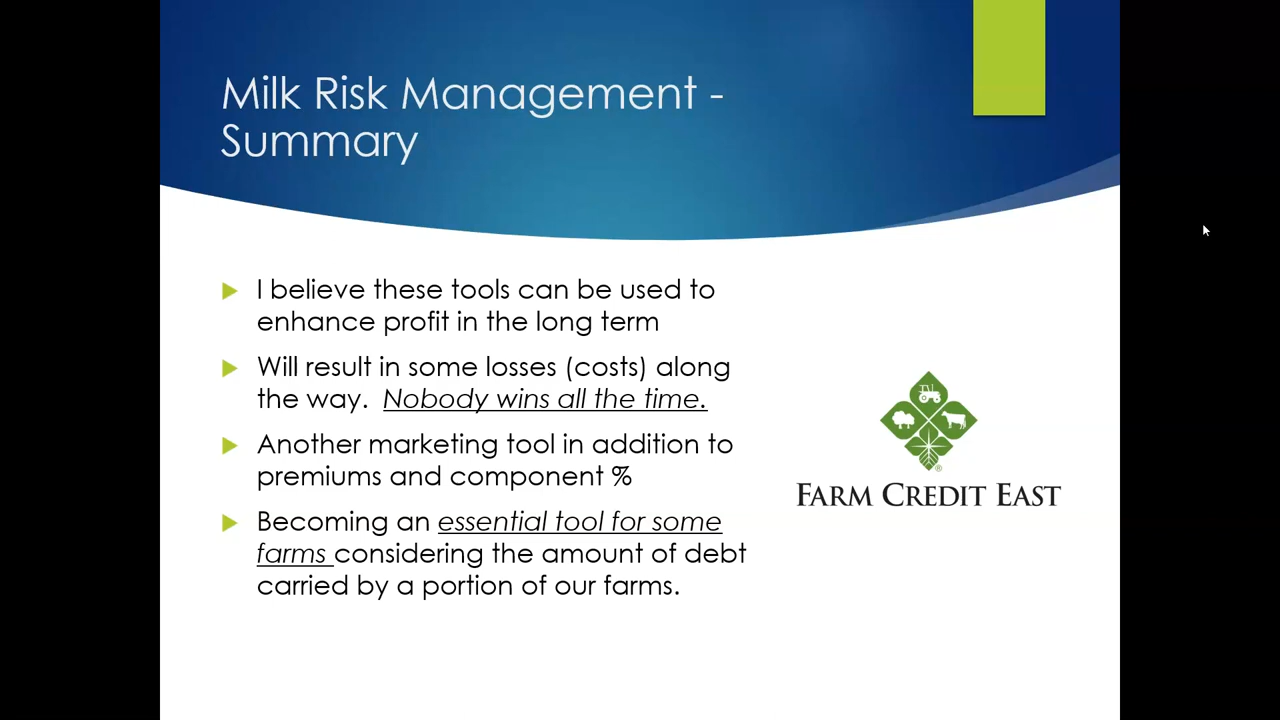 Milk Risk Management -
Summary
I believe these tools can be used to
enhance profit in the long term
Will result in some losses (costs) along
the way. Nobody wins all the time.
Another marketing tool in addition to
premiums and component %
Becoming an essential tool for some
farms considering the amount of debt
carried by a portion of our farms.
®
FARM CREDIT EAST